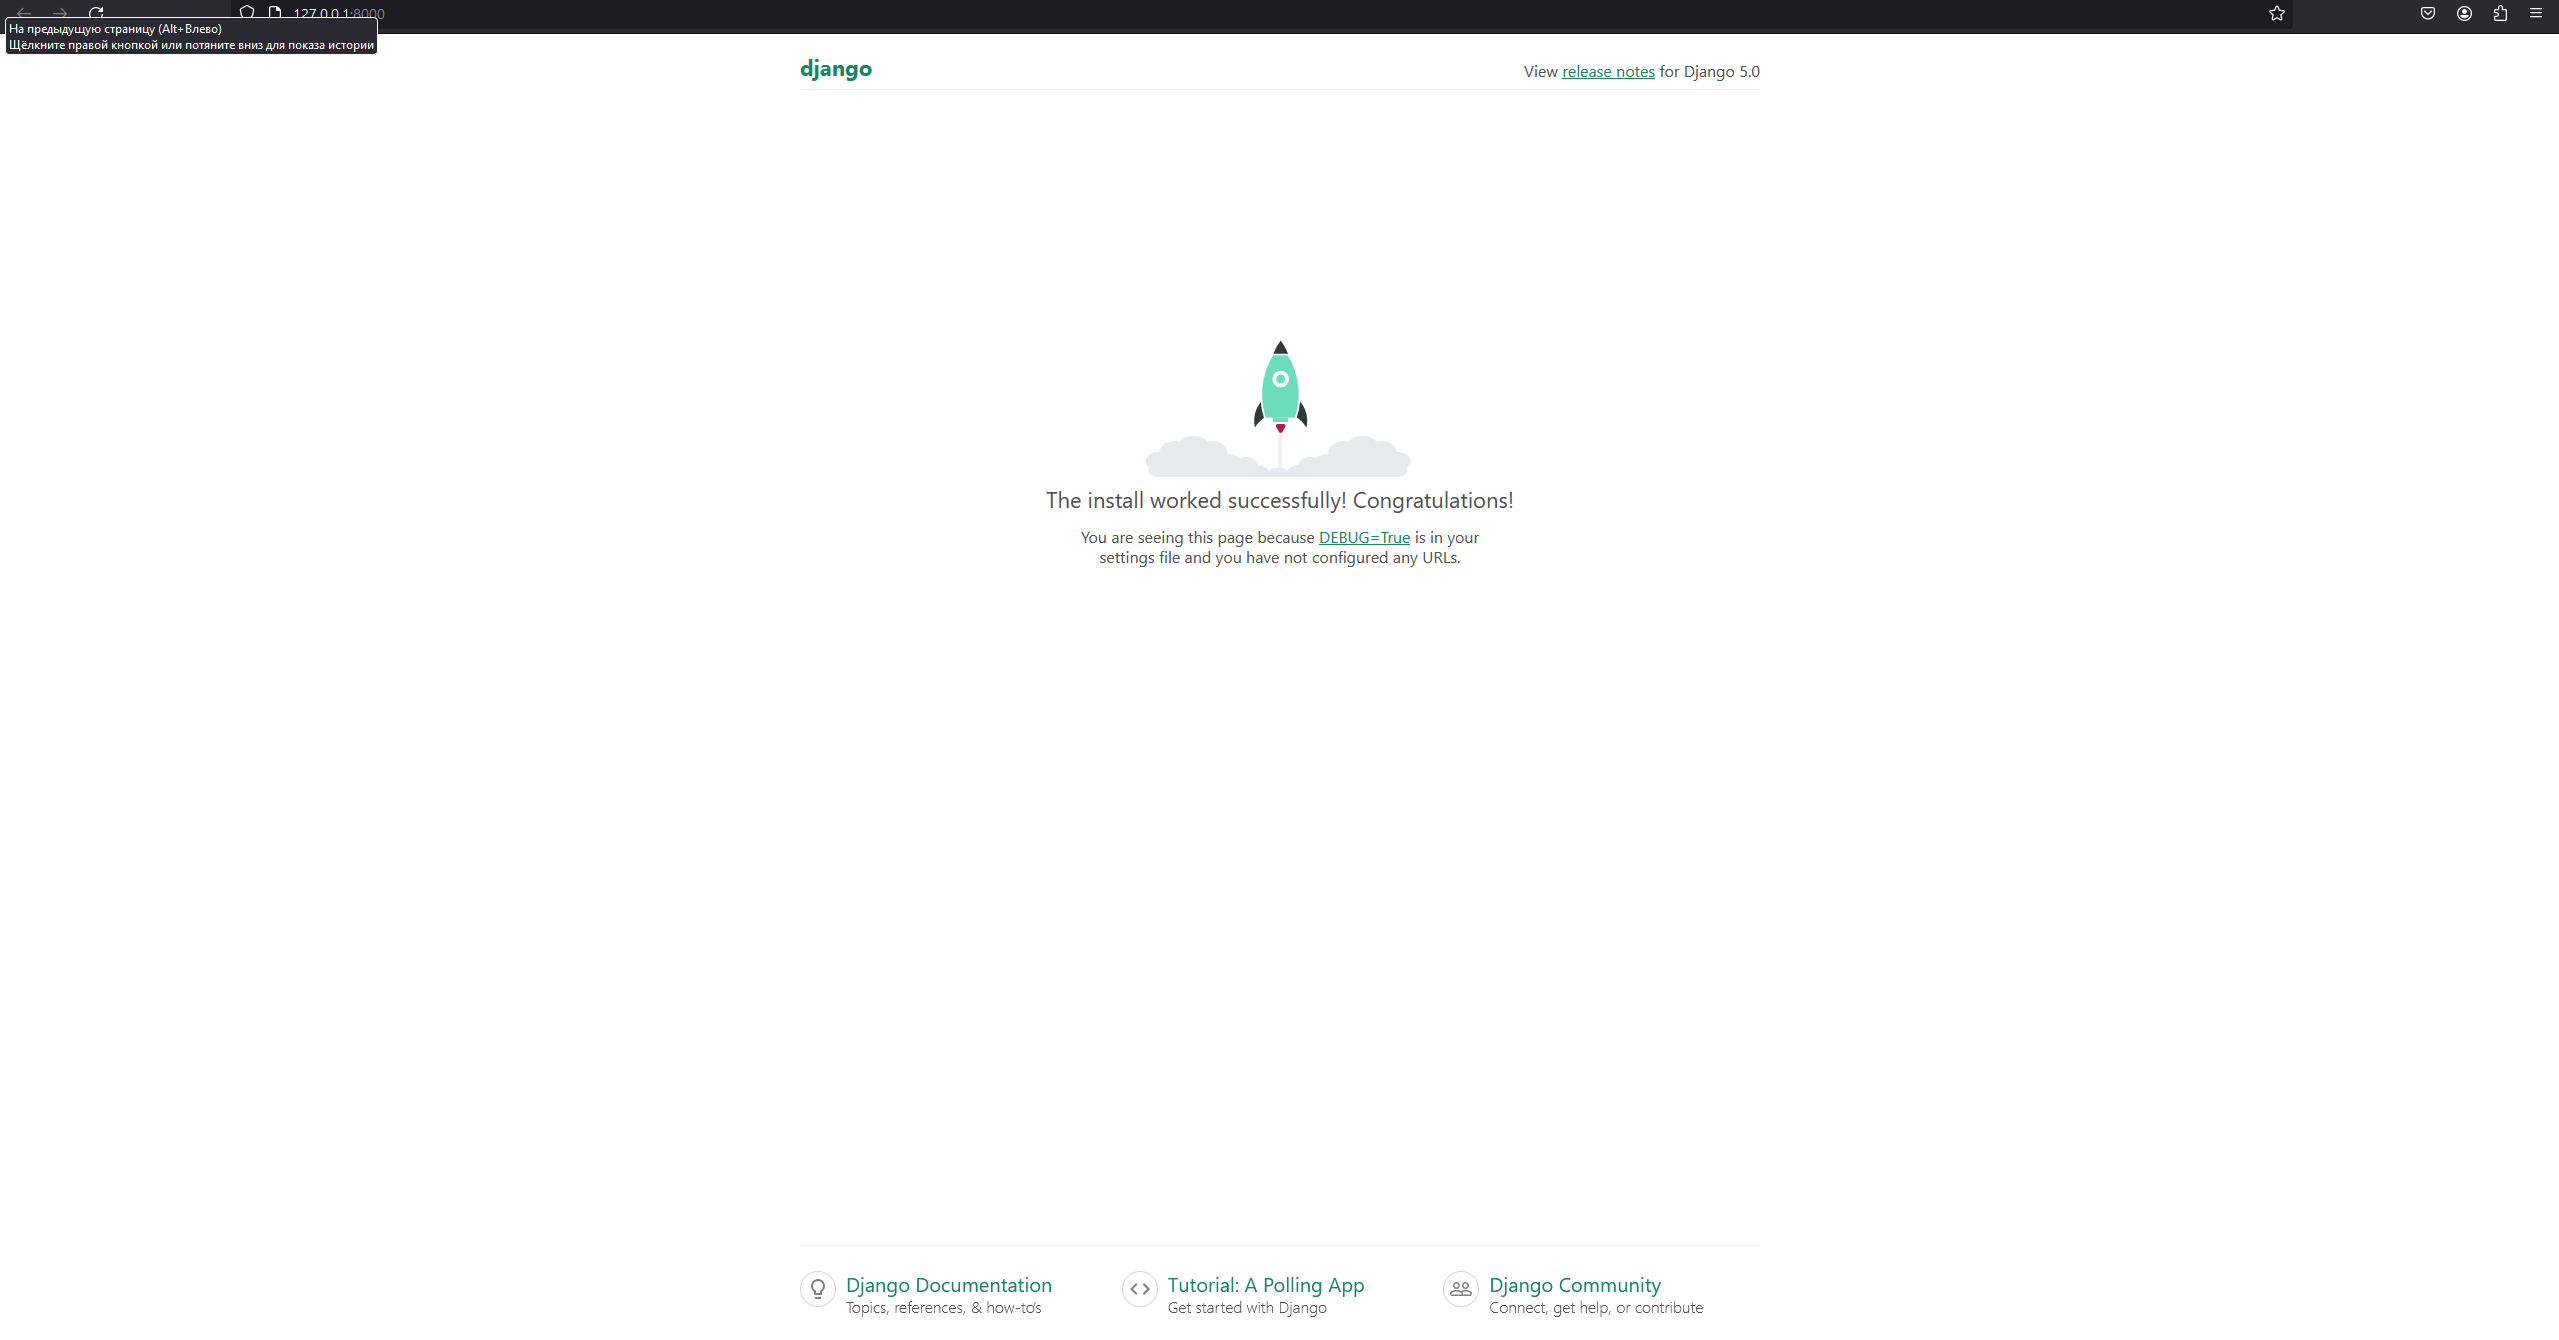 127.0.0.1:8000
На предыдущую страницу (Alt+Влево)
Щёлкните правой кнопкой или потяните вниз для показа истории
django
View release notes for Django 5.0
The install worked successfully! Congratulations!
You are seeing this page because DEBUG=True is in your
settings file and you have not configured any URLs.
Django Documentation
Topics, references, & how-to's
Tutorial: A Polling App
Get started with Django
Django Community
Connect, get help, or contribute